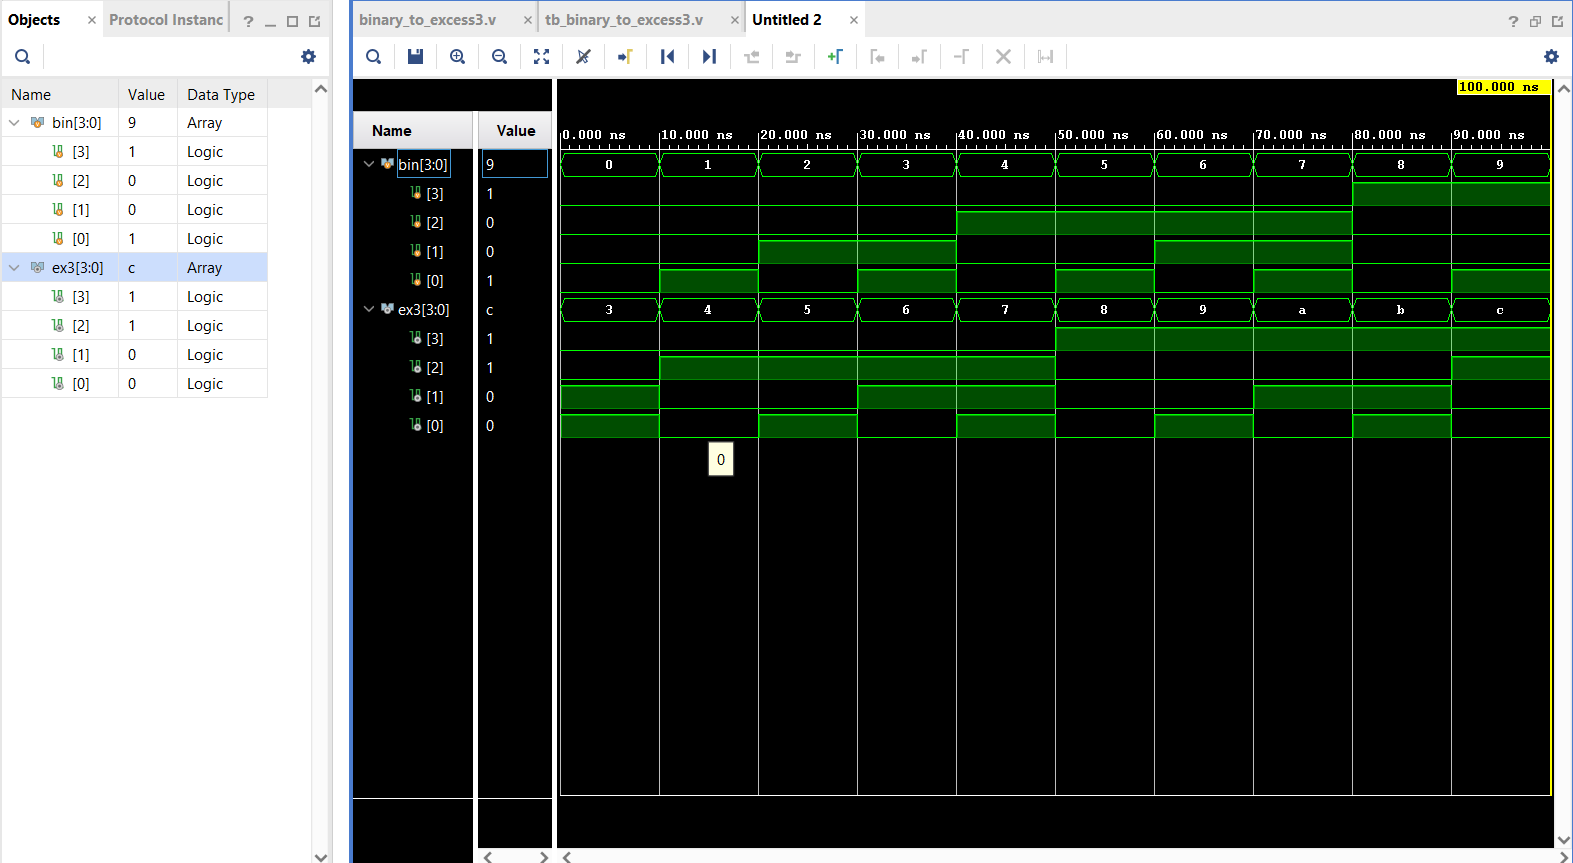 Objects × Protocol Instanc ? _
Name Value Data Type
bin[3:0] 9 Array
[3] 1 Logic
[2] 0 Logic
[1] 0 Logic
[0] 1 Logic
ex3[3:0] c Array
[3] 1 Logic
[2] 1 Logic
[1] 0 Logic
[0] 0 Logic
binary_to_excess3.v × tb_binary_to_excess3.v × Untitled 2 × ?
100.000 ns
Name Value
0.000 ns 10.000 ns 20.000 ns 30.000 ns 40.000 ns 50.000 ns 60.000 ns 70.000 ns 80.000 ns 90.000 ns
bin[3:0] 9 0 1 2 3 4 5 6 7 8 9
[3] 1
[2] 0
[1] 0
[0] 1
ex3[3:0] c 3 4 5 6 7 8 9 a b c
[3] 1
[2] 1
[1] 0
[0] 0
0